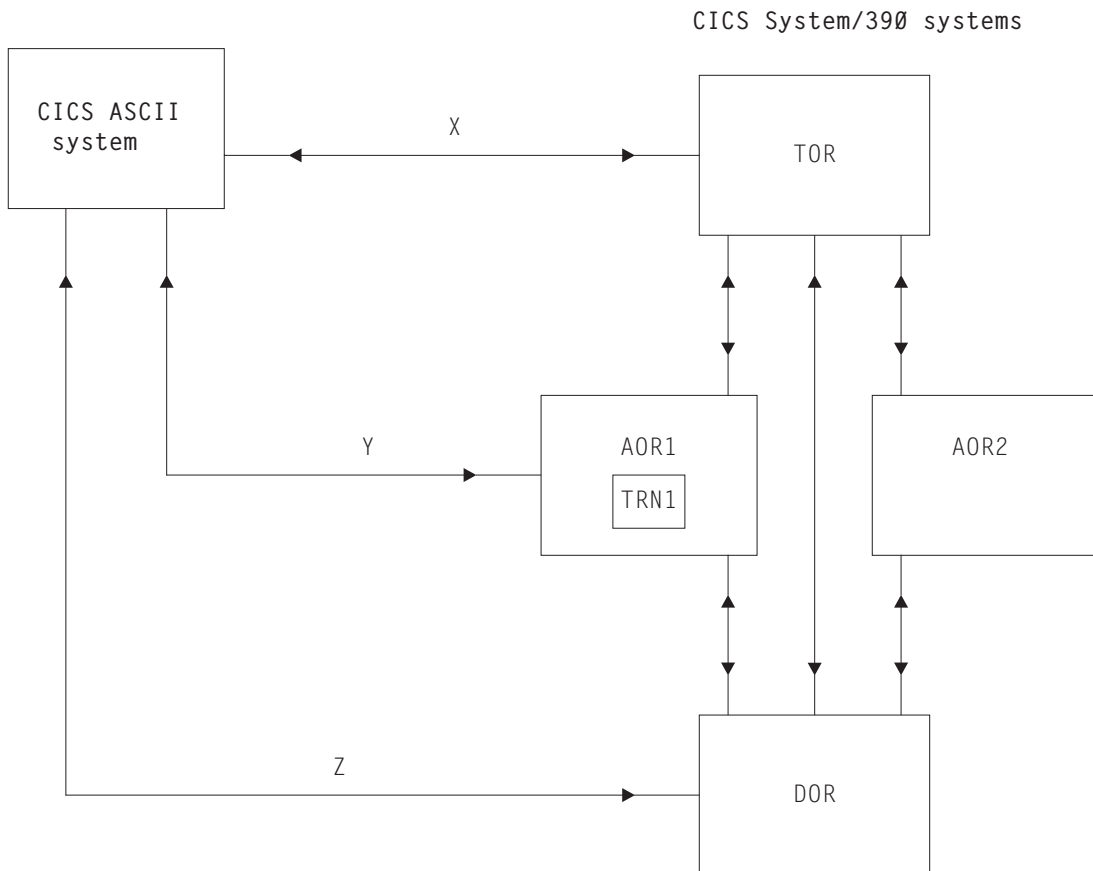 CICS System/390 systems
CICS ASCII
system
X
TOR
Y
AOR1
TRN1
AOR2
Z
DOR